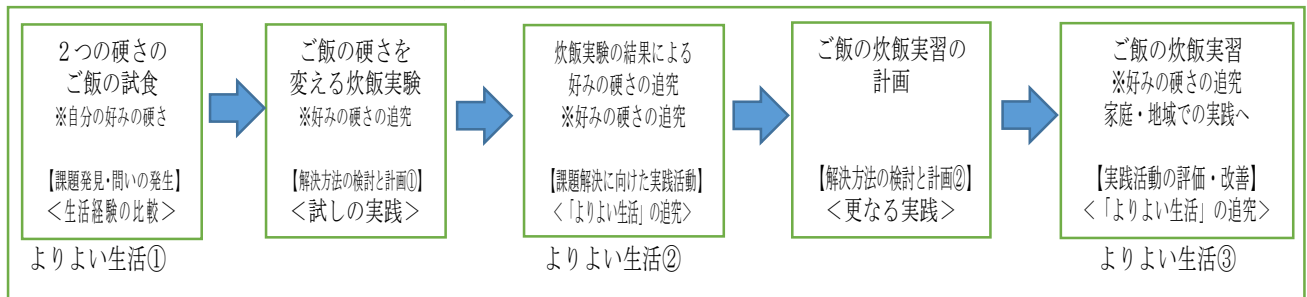 ２つの硬さの
ご飯の試食
※自分の好みの硬さ
【課題発見・問いの発生】
＜生活経験の比較＞
よりよい生活①
ご飯の硬さを
変える炊飯実験
※好みの硬さの追究
【解決方法の検討と計画①】
＜試しの実践＞
炊飯実験の結果による
好みの硬さの追究
※好みの硬さの追究
【課題解決に向けた実践活動】
＜「よりよい生活」の追究＞
よりよい生活②
ご飯の炊飯実習の
計画
【解決方法の検討と計画②】
＜更なる実践＞
ご飯の炊飯実習
※好みの硬さの追究
家庭・地域での実践へ
【実践活動の評価・改善】
＜「よりよい生活」の追究＞
よりよい生活③